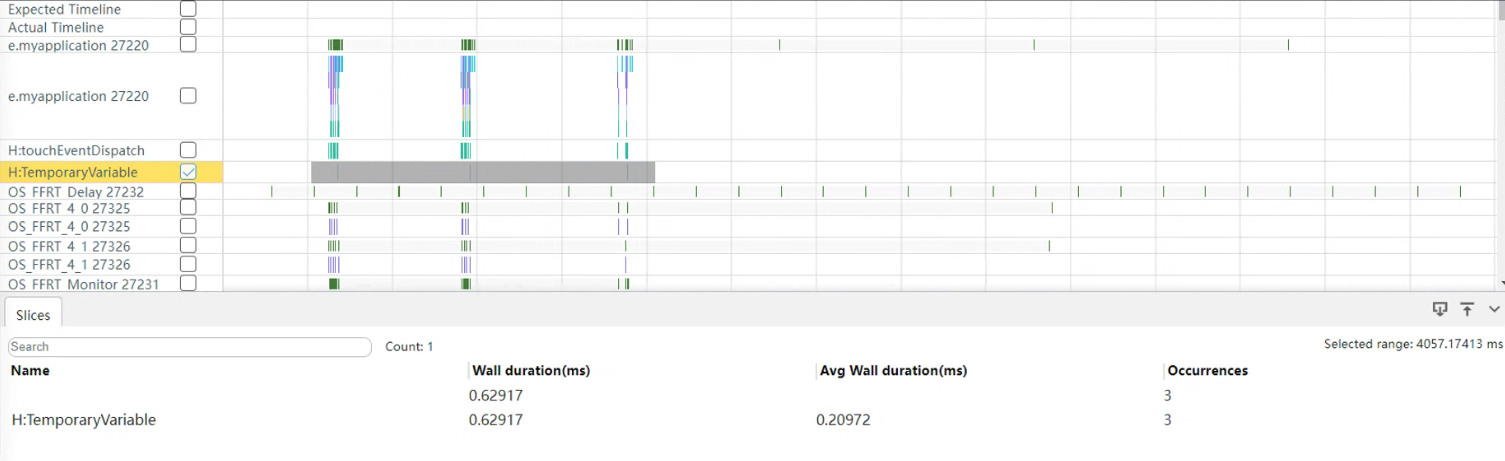 Expected Timeline
Actual Timeline
e.myapplication 27220
e.myapplication 27220
H:touchEventDispatch
H:TemporaryVariable
OS_FFRT_Delay 27232
OS_FFRT_4_0 27325
OS_FFRT_4_0 27325
OS_FFRT_4_1 27326
OS_FFRT_4_1 27326
OS_FFRT_Monitor 27231
Slices
Search Count: 1 Selected range: 4057.17413 ms
Name Wall duration(ms) Avg Wall duration(ms) Occurrences
0.62917 3
H:TemporaryVariable 0.62917 0.20972 3